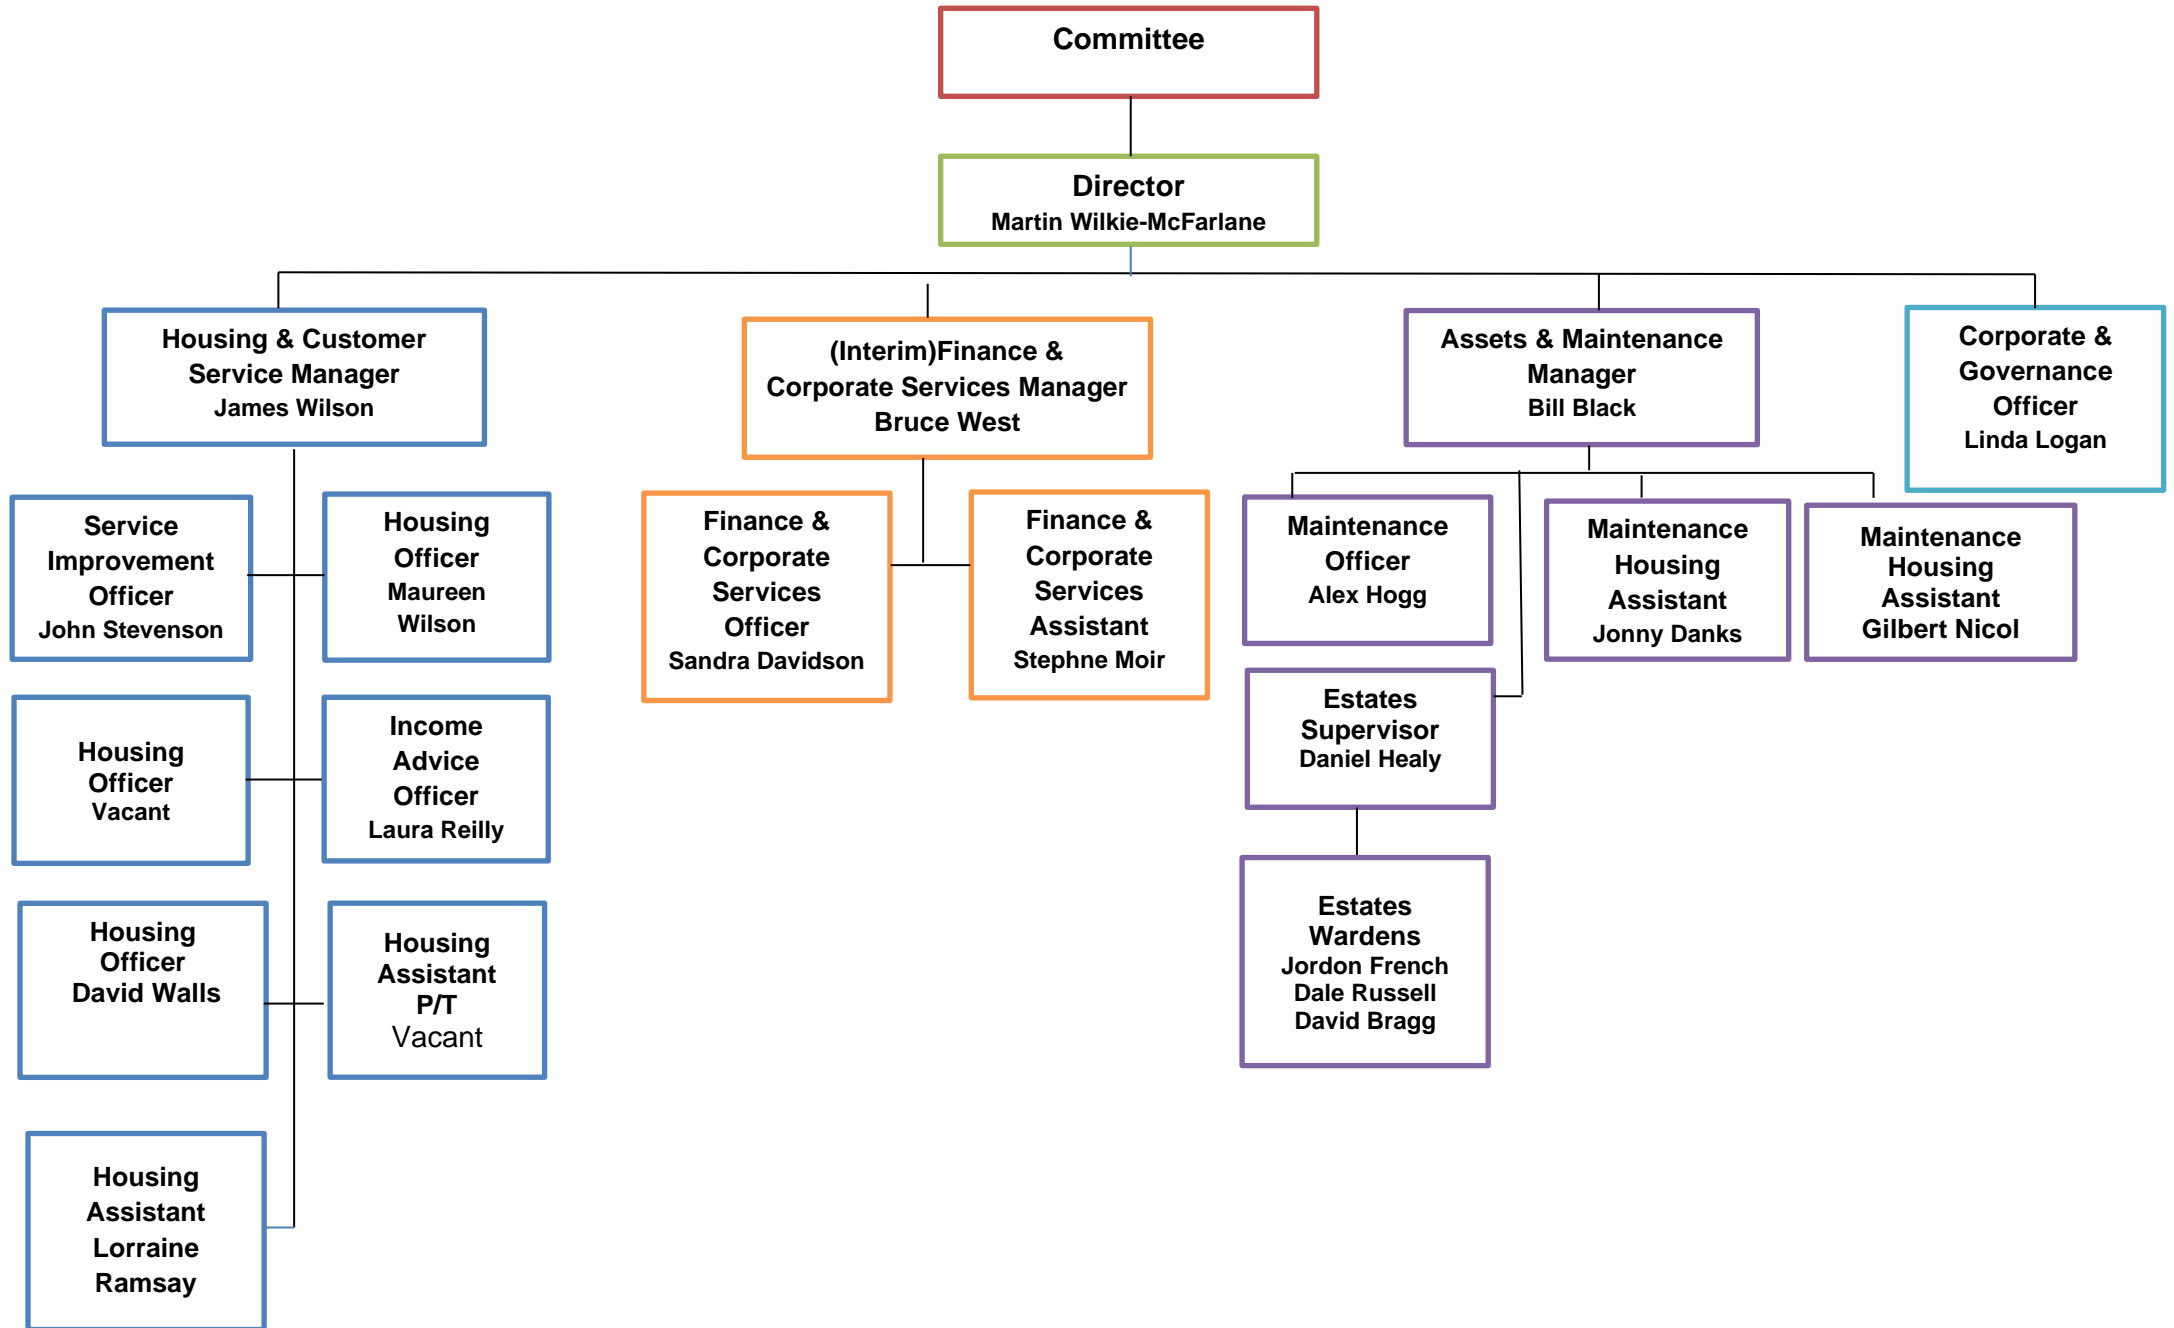 Committee
Director
Martin Wilkie-McFarlane
Housing & Customer
Service Manager
James Wilson
(Interim)Finance &
Corporate Services Manager
Bruce West
Assets & Maintenance
Manager
Bill Black
Corporate &
Governance
Officer
Linda Logan
Service
Improvement
Officer
John Stevenson
Housing
Officer
Maureen
Wilson
Finance &
Corporate
Services
Officer
Sandra Davidson
Finance &
Corporate
Services
Assistant
Stephne Moir
Maintenance
Officer
Alex Hogg
Maintenance
Housing
Assistant
Jonny Danks
Maintenance
Housing
Assistant
Gilbert Nicol
Housing
Officer
Vacant
Income
Advice
Officer
Laura Reilly
Estates
Supervisor
Daniel Healy
Housing
Officer
David Walls
Housing
Assistant
P/T
Vacant
Estates
Wardens
Jordon French
Dale Russell
David Bragg
Housing
Assistant
Lorraine
Ramsay